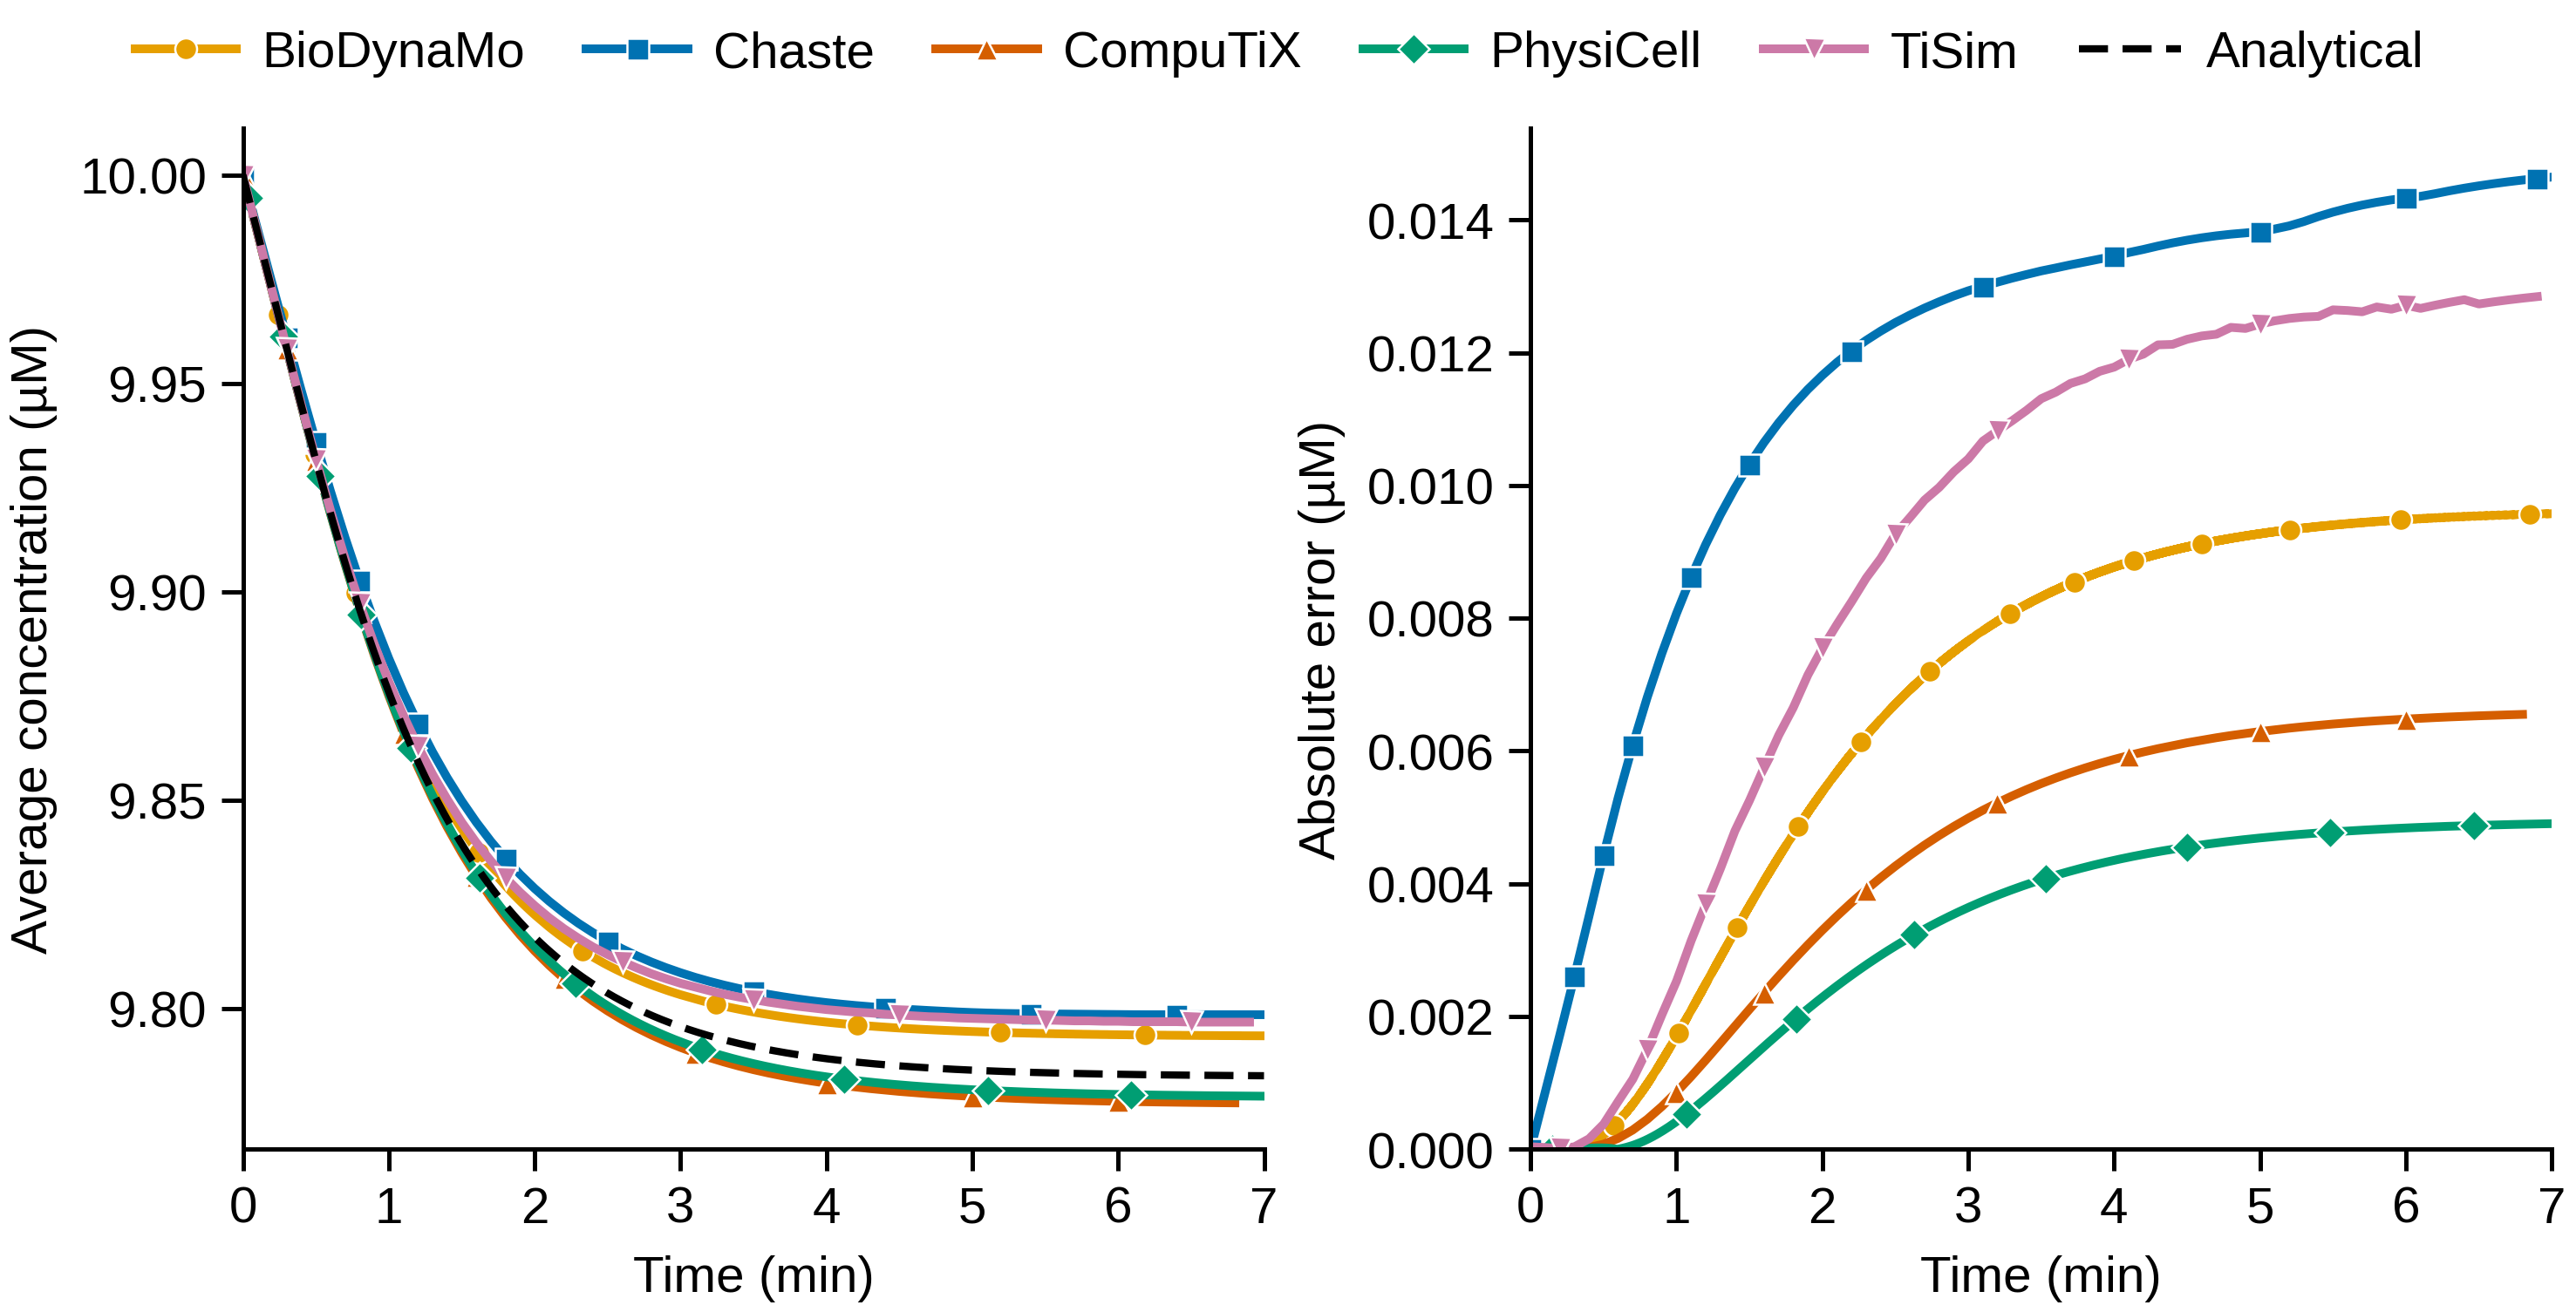 BioDynaMo Chaste CompuTiX PhysiCell TiSim Analytical
Average concentration (µM)
10.00
9.95
9.90
9.85
9.80
0 1 2 3 4 5 6 7
Time (min)
Absolute error (µM)
0.014
0.012
0.010
0.008
0.006
0.004
0.002
0.000
0 1 2 3 4 5 6 7
Time (min)